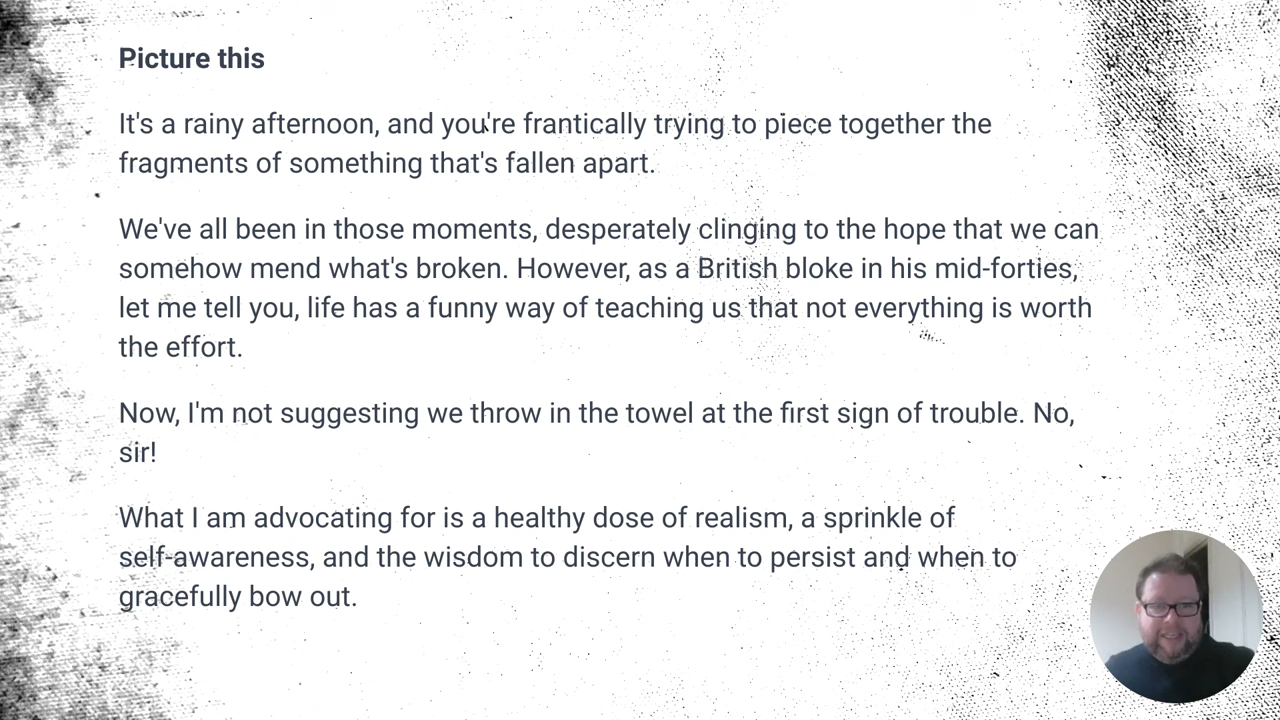 Picture this
It's a rainy afternoon, and you're frantically trying to piece together the
fragments of something that's fallen apart.
We've all been in those moments, desperately clinging to the hope that we can
somehow mend what's broken. However, as a British bloke in his mid-forties,
let me tell you, life has a funny way of teaching us that not everything is worth
the effort.
Now, I'm not suggesting we throw in the towel at the first sign of trouble. No,
sir!
What I am advocating for is a healthy dose of realism, a sprinkle of
self-awareness, and the wisdom to discern when to persist and when to
gracefully bow out.